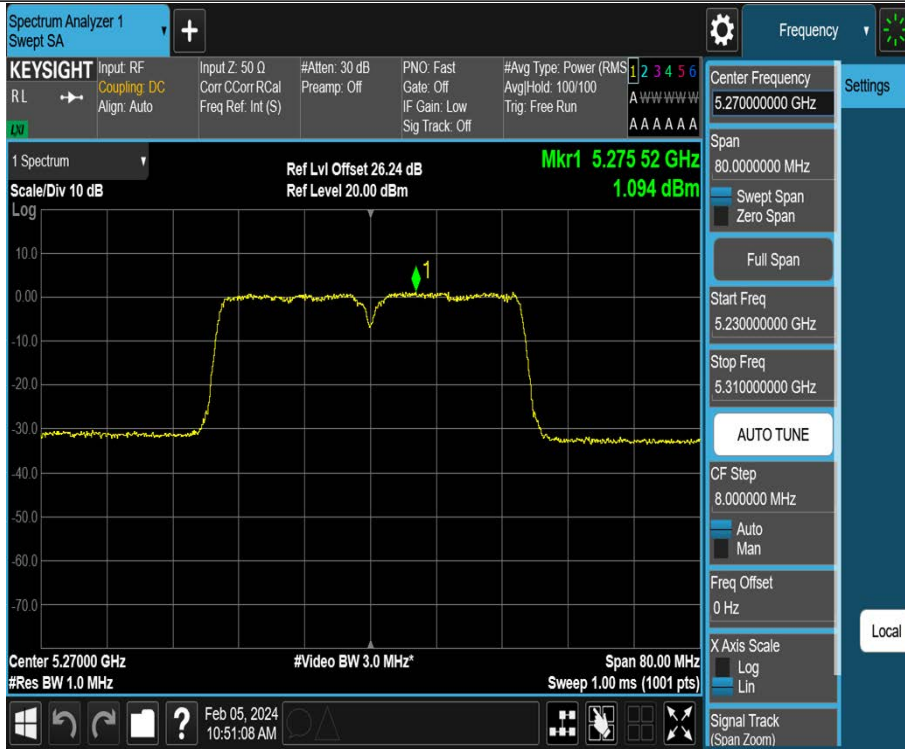 Spectrum Analyzer 1
Swept SA
Frequency
KEYSIGHT
R L
LXI
Input: RF
Coupling: DC
Align: Auto
Input Z: 50 Ω
Corr CCorr RCal
Freq Ref: Int (S)
#Atten: 30 dB
Preamp: Off
PNO: Fast
Gate: Off
IF Gain: Low
Sig Track: Off
#Avg Type: Power (RMS
Avg|Hold: 100/100
Trig: Free Run
1 2 3 4 5 6
A W W W W W
A A A A A A
1 Spectrum
Scale/Div 10 dB
Ref Lvl Offset 26.24 dB
Ref Level 20.00 dBm
Mkr1 5.275 52 GHz
1.094 dBm
Log
10.0
0.00
-10.0
-20.0
-30.0
-40.0
-50.0
-60.0
-70.0
1
Center 5.27000 GHz
#Res BW 1.0 MHz
#Video BW 3.0 MHz*
Span 80.00 MHz
Sweep 1.00 ms (1001 pts)
Feb 05, 2024
10:51:08 AM
Center Frequency
5.270000000 GHz
Settings
Span
80.0000000 MHz
Swept Span
Zero Span
Full Span
Start Freq
5.230000000 GHz
Stop Freq
5.310000000 GHz
AUTO TUNE
CF Step
8.000000 MHz
Auto
Man
Freq Offset
0 Hz
Local
X Axis Scale
Log
Lin
Signal Track
(Span Zoom)